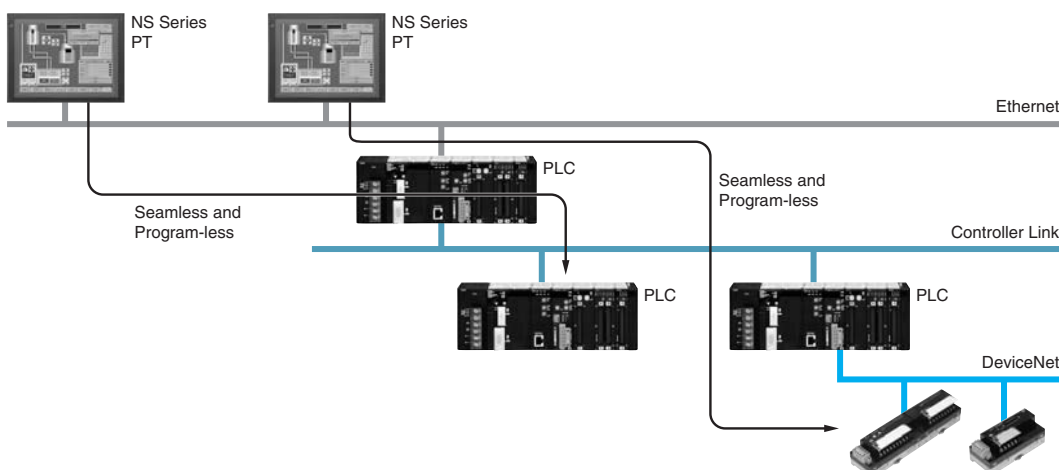 NS Series
PT
NS Series
PT
Ethernet
PLC
Seamless and
Program-less
Seamless and
Program-less
Controller Link
PLC
PLC
DeviceNet